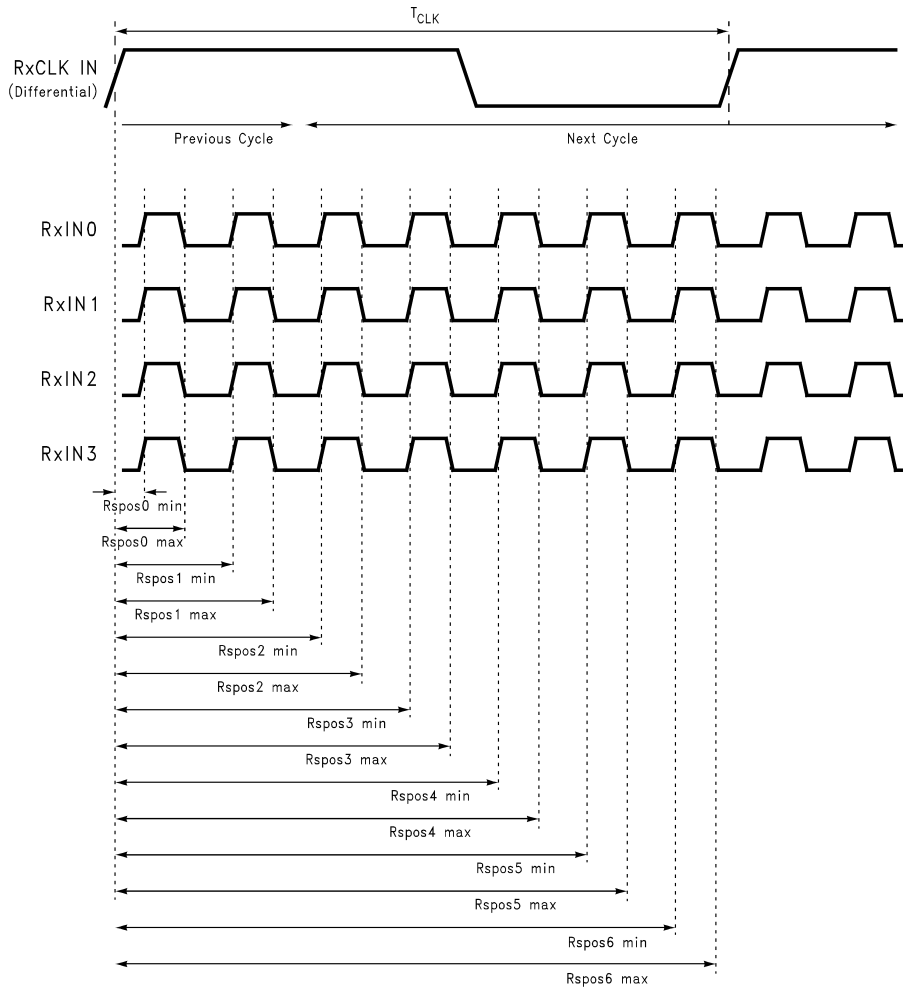 T_CLK
RxCLK IN
(Differential)
Previous Cycle
Next Cycle
RxIN0
RxIN1
RxIN2
RxIN3
Rspos0 min
Rspos0 max
Rspos1 min
Rspos1 max
Rspos2 min
Rspos2 max
Rspos3 min
Rspos3 max
Rspos4 min
Rspos4 max
Rspos5 min
Rspos5 max
Rspos6 min
Rspos6 max